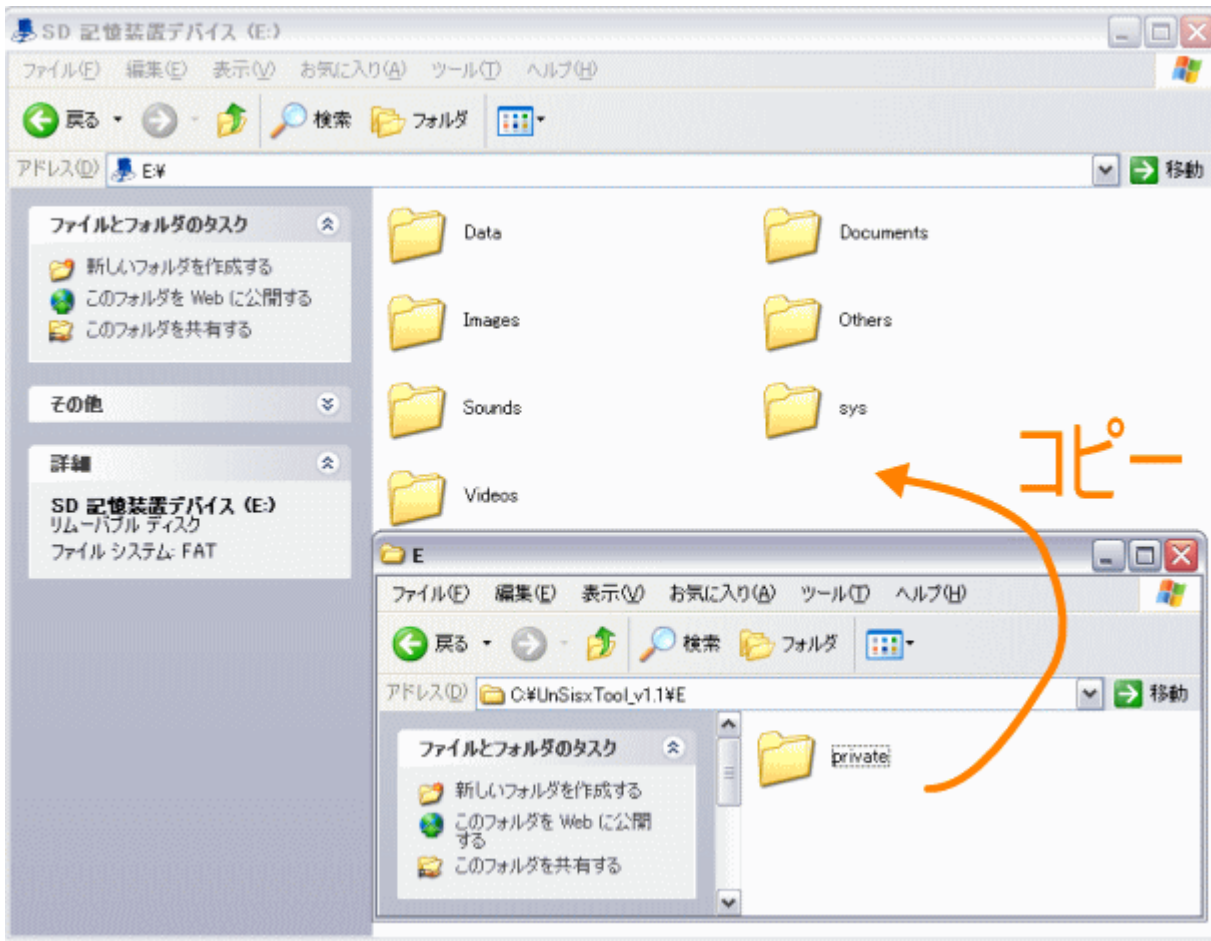 SD 記憶装置デバイス (E:)
ファイル(F) 編集(E) 表示(V) お気に入り(A) ツール(T) ヘルプ(H)
戻る 検索 フォルダ
アドレス(D) E:¥ 移動
ファイルとフォルダのタスク
新しいフォルダを作成する
このフォルダを Web に公開する
このフォルダを共有する
その他
詳細
SD 記憶装置デバイス (E:)
リムーバブル ディスク
ファイル システム: FAT
Data
Documents
Images
Others
Sounds
sys
Videos
コピー
E
ファイル(F) 編集(E) 表示(V) お気に入り(A) ツール(T) ヘルプ(H)
戻る 検索 フォルダ
アドレス(D) C:¥UnSisxTool_v1.1¥E 移動
ファイルとフォルダのタスク
新しいフォルダを作成する
このフォルダを Web に公開
する
このフォルダを共有する
private